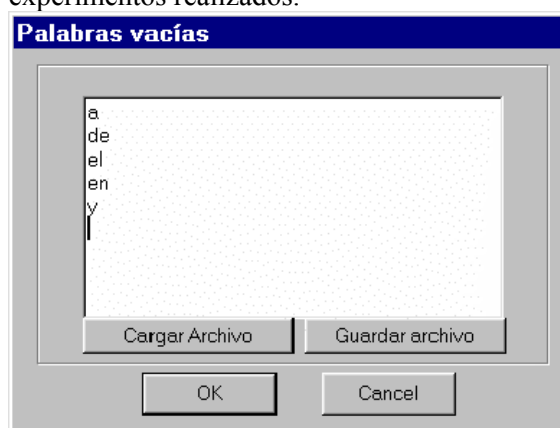 experimentos realizados.
Palabras vacías
a
de
el
en
y
Cargar Archivo Guardar archivo
OK Cancel